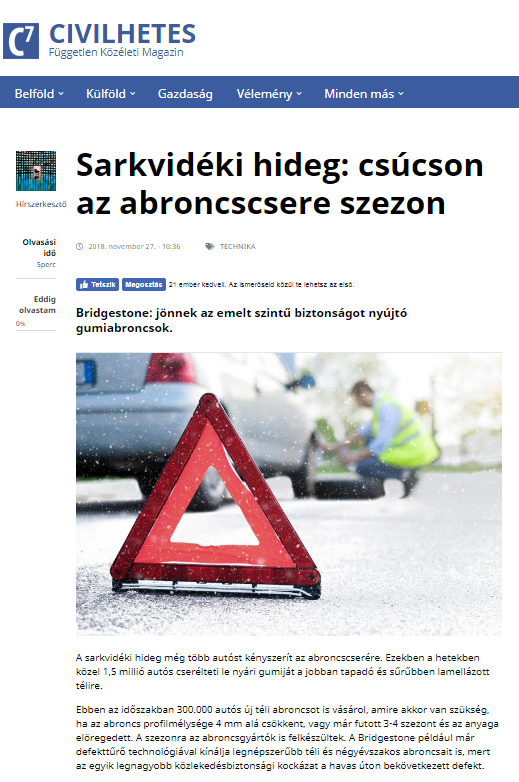 C7 CIVILHETES
Független Közéleti Magazin
Belföld Külföld Gazdaság Vélemény Minden más
Sarkvidéki hideg: csúcson
az abroncscsere szezon
Hírszerkesztő
2018. november 27. - 10:36 TECHNIKA
Olvasási
idő
5perc
Eddig
olvastam
0%
Tetszik Megosztás 21 ember kedveli. Az ismerőseid közül te lehetsz az első.
Bridgestone: jönnek az emelt szintű biztonságot nyújtó
gumiabroncsok.
A sarkvidéki hideg még több autóst kényszerít az abroncscserére. Ezekben a hetekben
közel 1,5 millió autós cserélteti le nyári gumiját a jobban tapadó és sűrűbben lamellázott
télire.
Ebben az időszakban 300.000 autós új téli abroncsot is vásárol, amire akkor van szükség,
ha az abroncs profilmélysége 4 mm alá csökkent, vagy már futott 3-4 szezont és az anyaga
elöregedett. A szezonra az abroncsgyártók is felkészültek. A Bridgestone például már
defekttűrő technológiával kínálja legnépszerűbb téli és négyévszakos abroncsait is, mert
az egyik legnagyobb közlekedésbiztonsági kockázat a havas úton bekövetkezett defekt.